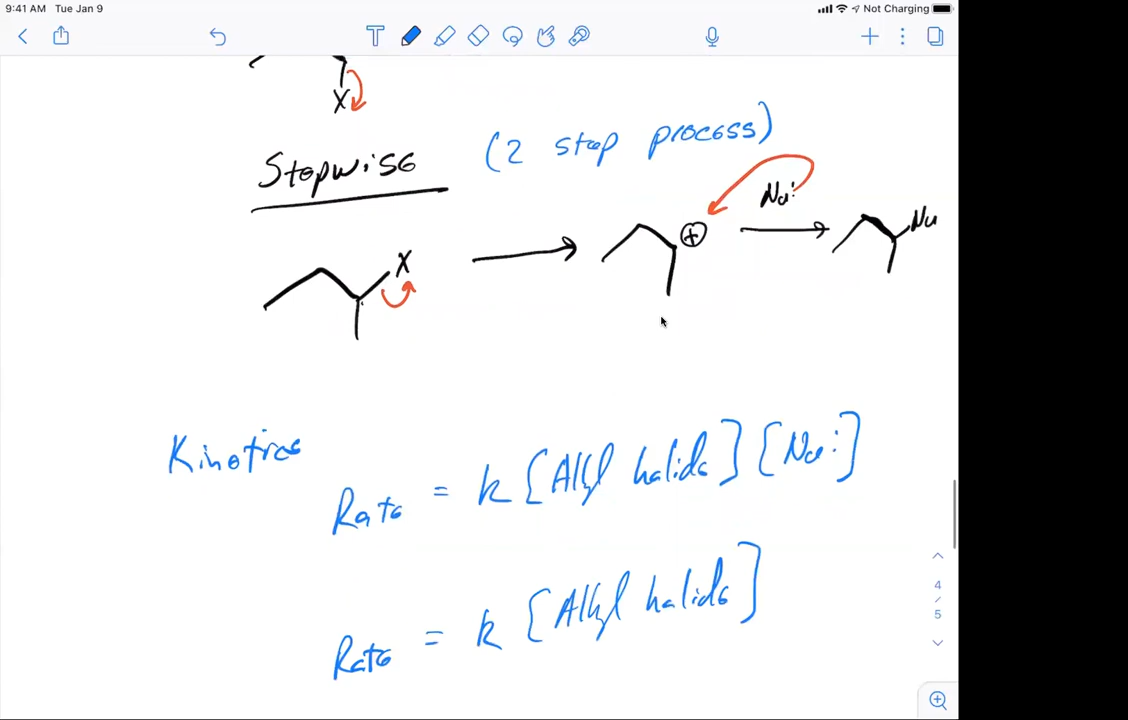 9:41 AM Tue Jan 9
Not Charging
T
X
(2 step process)
Stepwise
Nu:
X
⊕
Nu
Kinetics
Rate = k [Alkyl halide] [Nu:]
Rate = k [Alkyl halide]
4
/
5